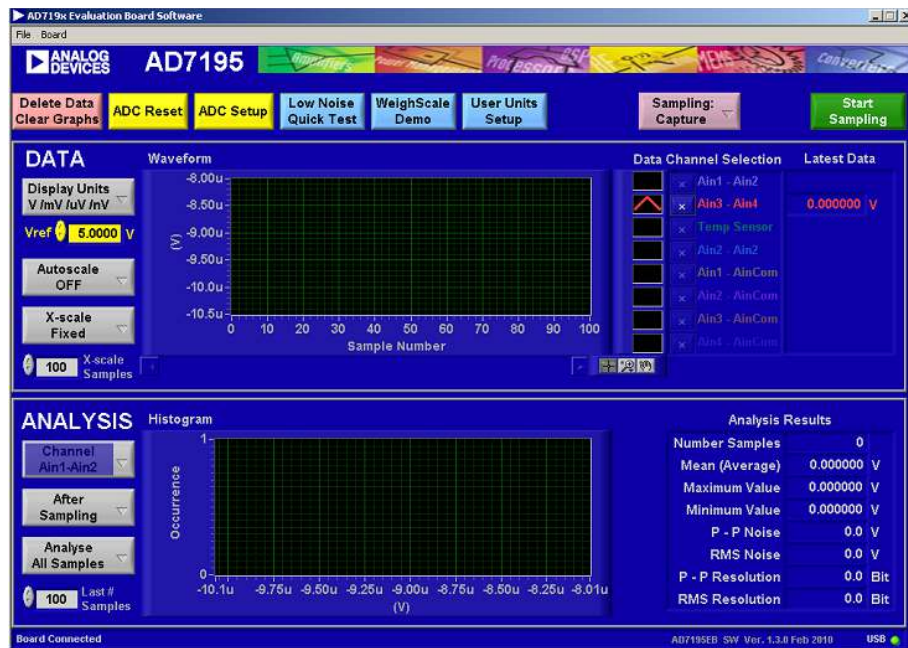 AD719x Evaluation Board Software
File Board
ANALOG DEVICES
AD7195
Amplifiers Power Management Processors DSP MEMS Converters
Delete Data
Clear Graphs
ADC Reset
ADC Setup
Low Noise
Quick Test
WeighScale
Demo
User Units
Setup
Sampling:
Capture
Start
Sampling
DATA
Display Units
V /mV /uV /nV
Vref 5.0000 V
Autoscale
OFF
X-scale
Fixed
100 X-scale
Samples
Waveform
-8.00u
-8.50u
-9.00u
-9.50u
-10.0u
-10.5u
(V)
0 10 20 30 40 50 60 70 80 90 100
Sample Number
Data Channel Selection
Latest Data
Ain1 - Ain2
Ain3 - Ain4 0.000000 V
Temp Sensor
Ain2 - Ain2
Ain1 - AinCom
Ain2 - AinCom
Ain3 - AinCom
Ain4 - AinCom
ANALYSIS
Channel
Ain1-Ain2
After
Sampling
Analyse
All Samples
100 Last #
Samples
Histogram
1
0
Occurrence
-10.1u -9.75u -9.50u -9.25u -9.00u -8.75u -8.50u -8.25u -8.01u
(V)
Analysis Results
Number Samples 0
Mean (Average) 0.000000 V
Maximum Value 0.000000 V
Minimum Value 0.000000 V
P - P Noise 0.0 V
RMS Noise 0.0 V
P - P Resolution 0.0 Bit
RMS Resolution 0.0 Bit
Board Connected
AD7195EB SW Ver. 1.3.0 Feb 2010
USB